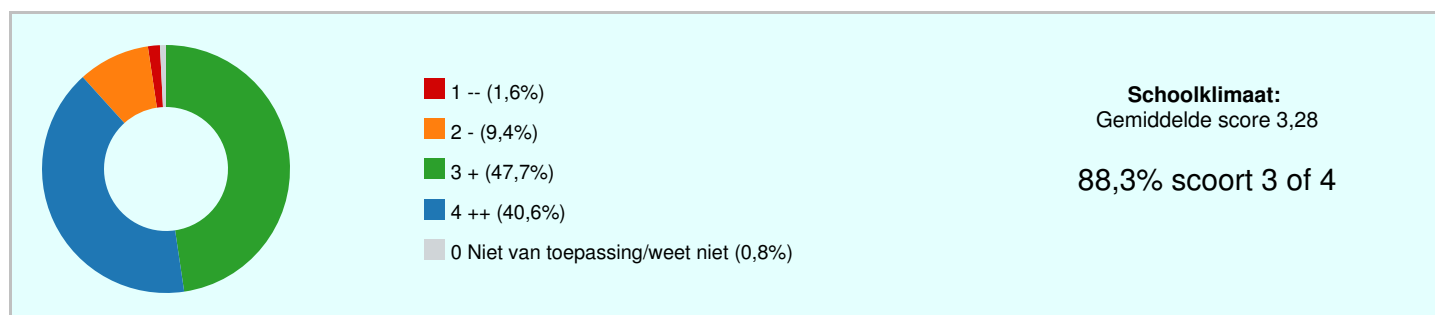 1 -- (1,6%)
2 - (9,4%)
3 + (47,7%)
4 ++ (40,6%)
0 Niet van toepassing/weet niet (0,8%)
Schoolklimaat:
Gemiddelde score 3,28
88,3% scoort 3 of 4